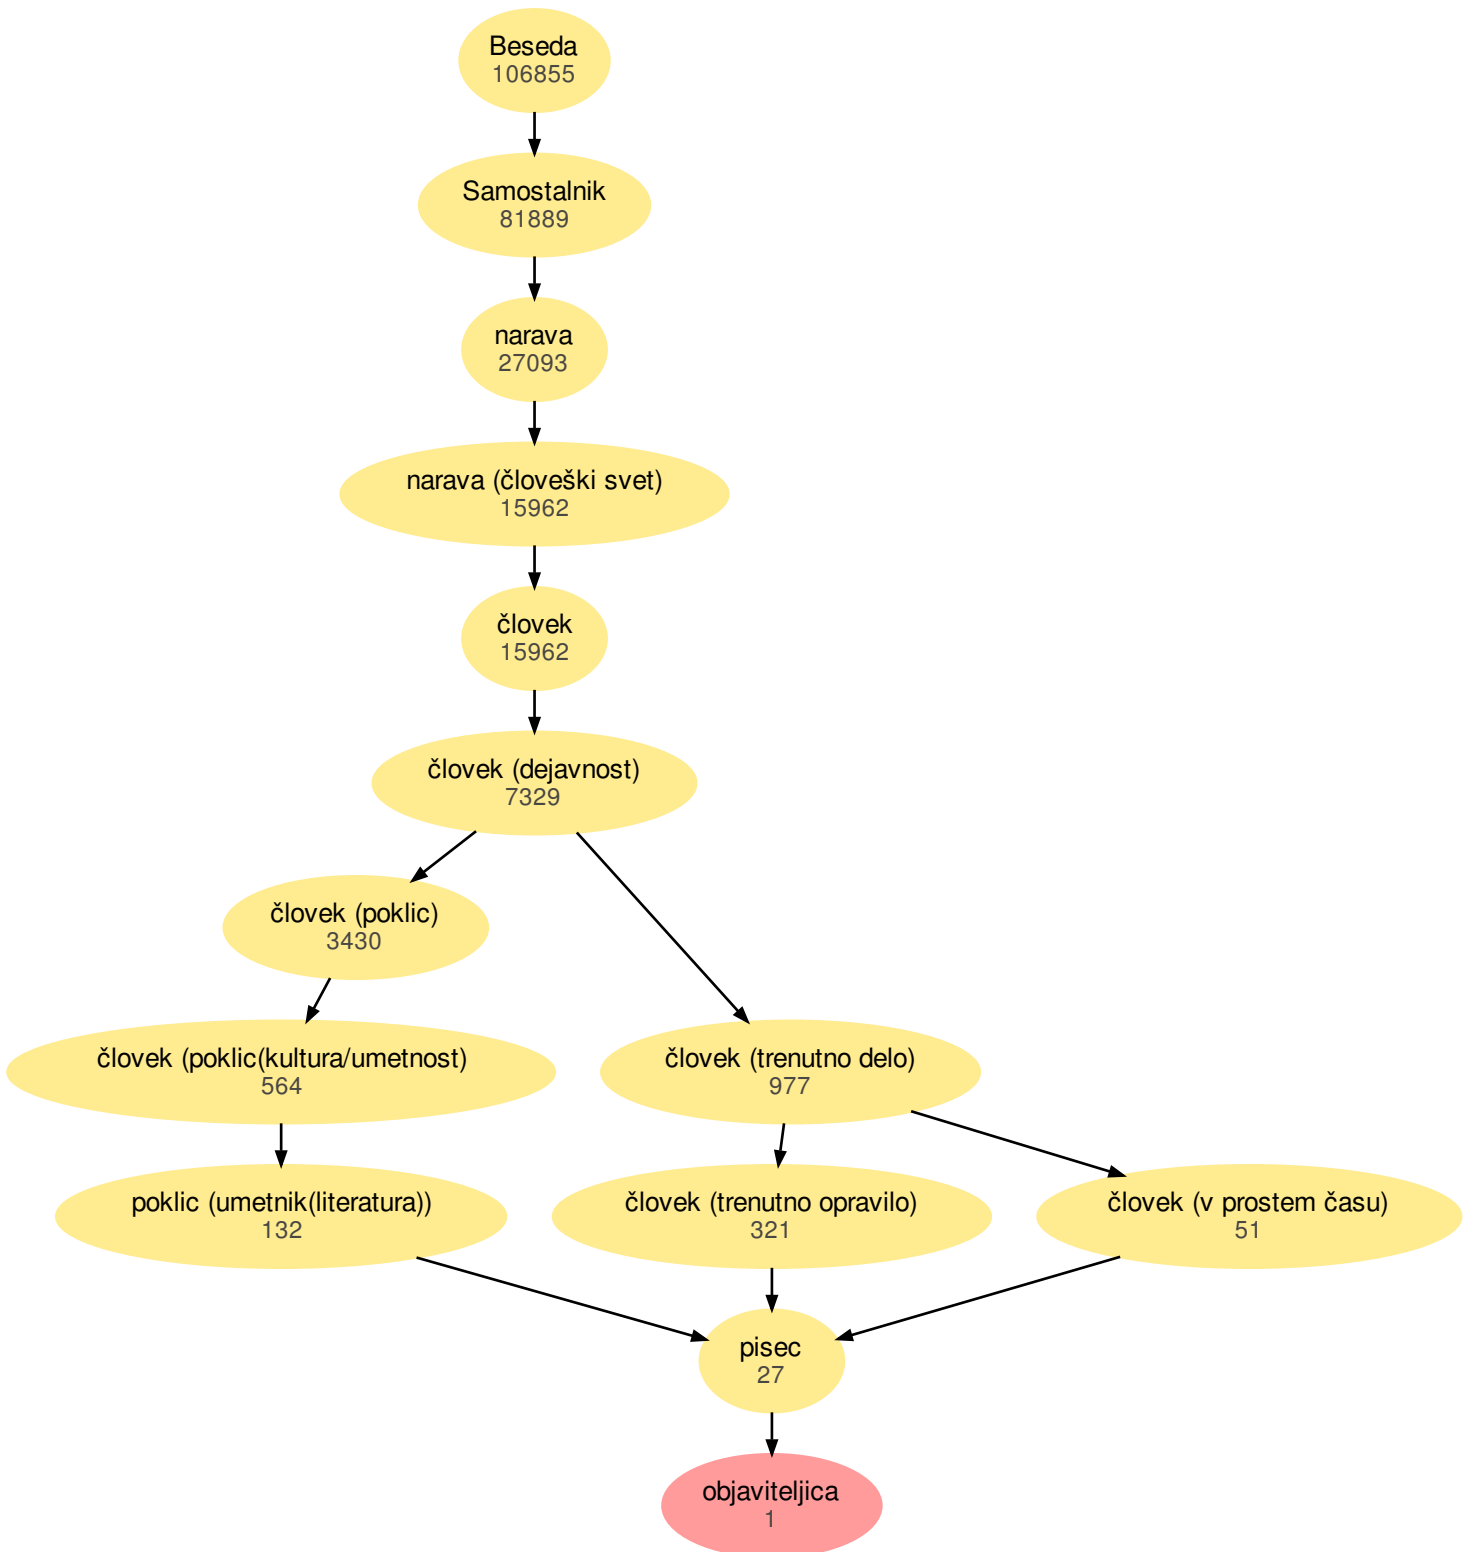 Beseda
106855
Samostalnik
81889
narava
27093
narava (človeški svet)
15962
človek
15962
človek (dejavnost)
7329
človek (poklic)
3430
človek (poklic(kultura/umetnost)
564
človek (trenutno delo)
977
poklic (umetnik(literatura))
132
človek (trenutno opravilo)
321
človek (v prostem času)
51
pisec
27
objaviteljica
1